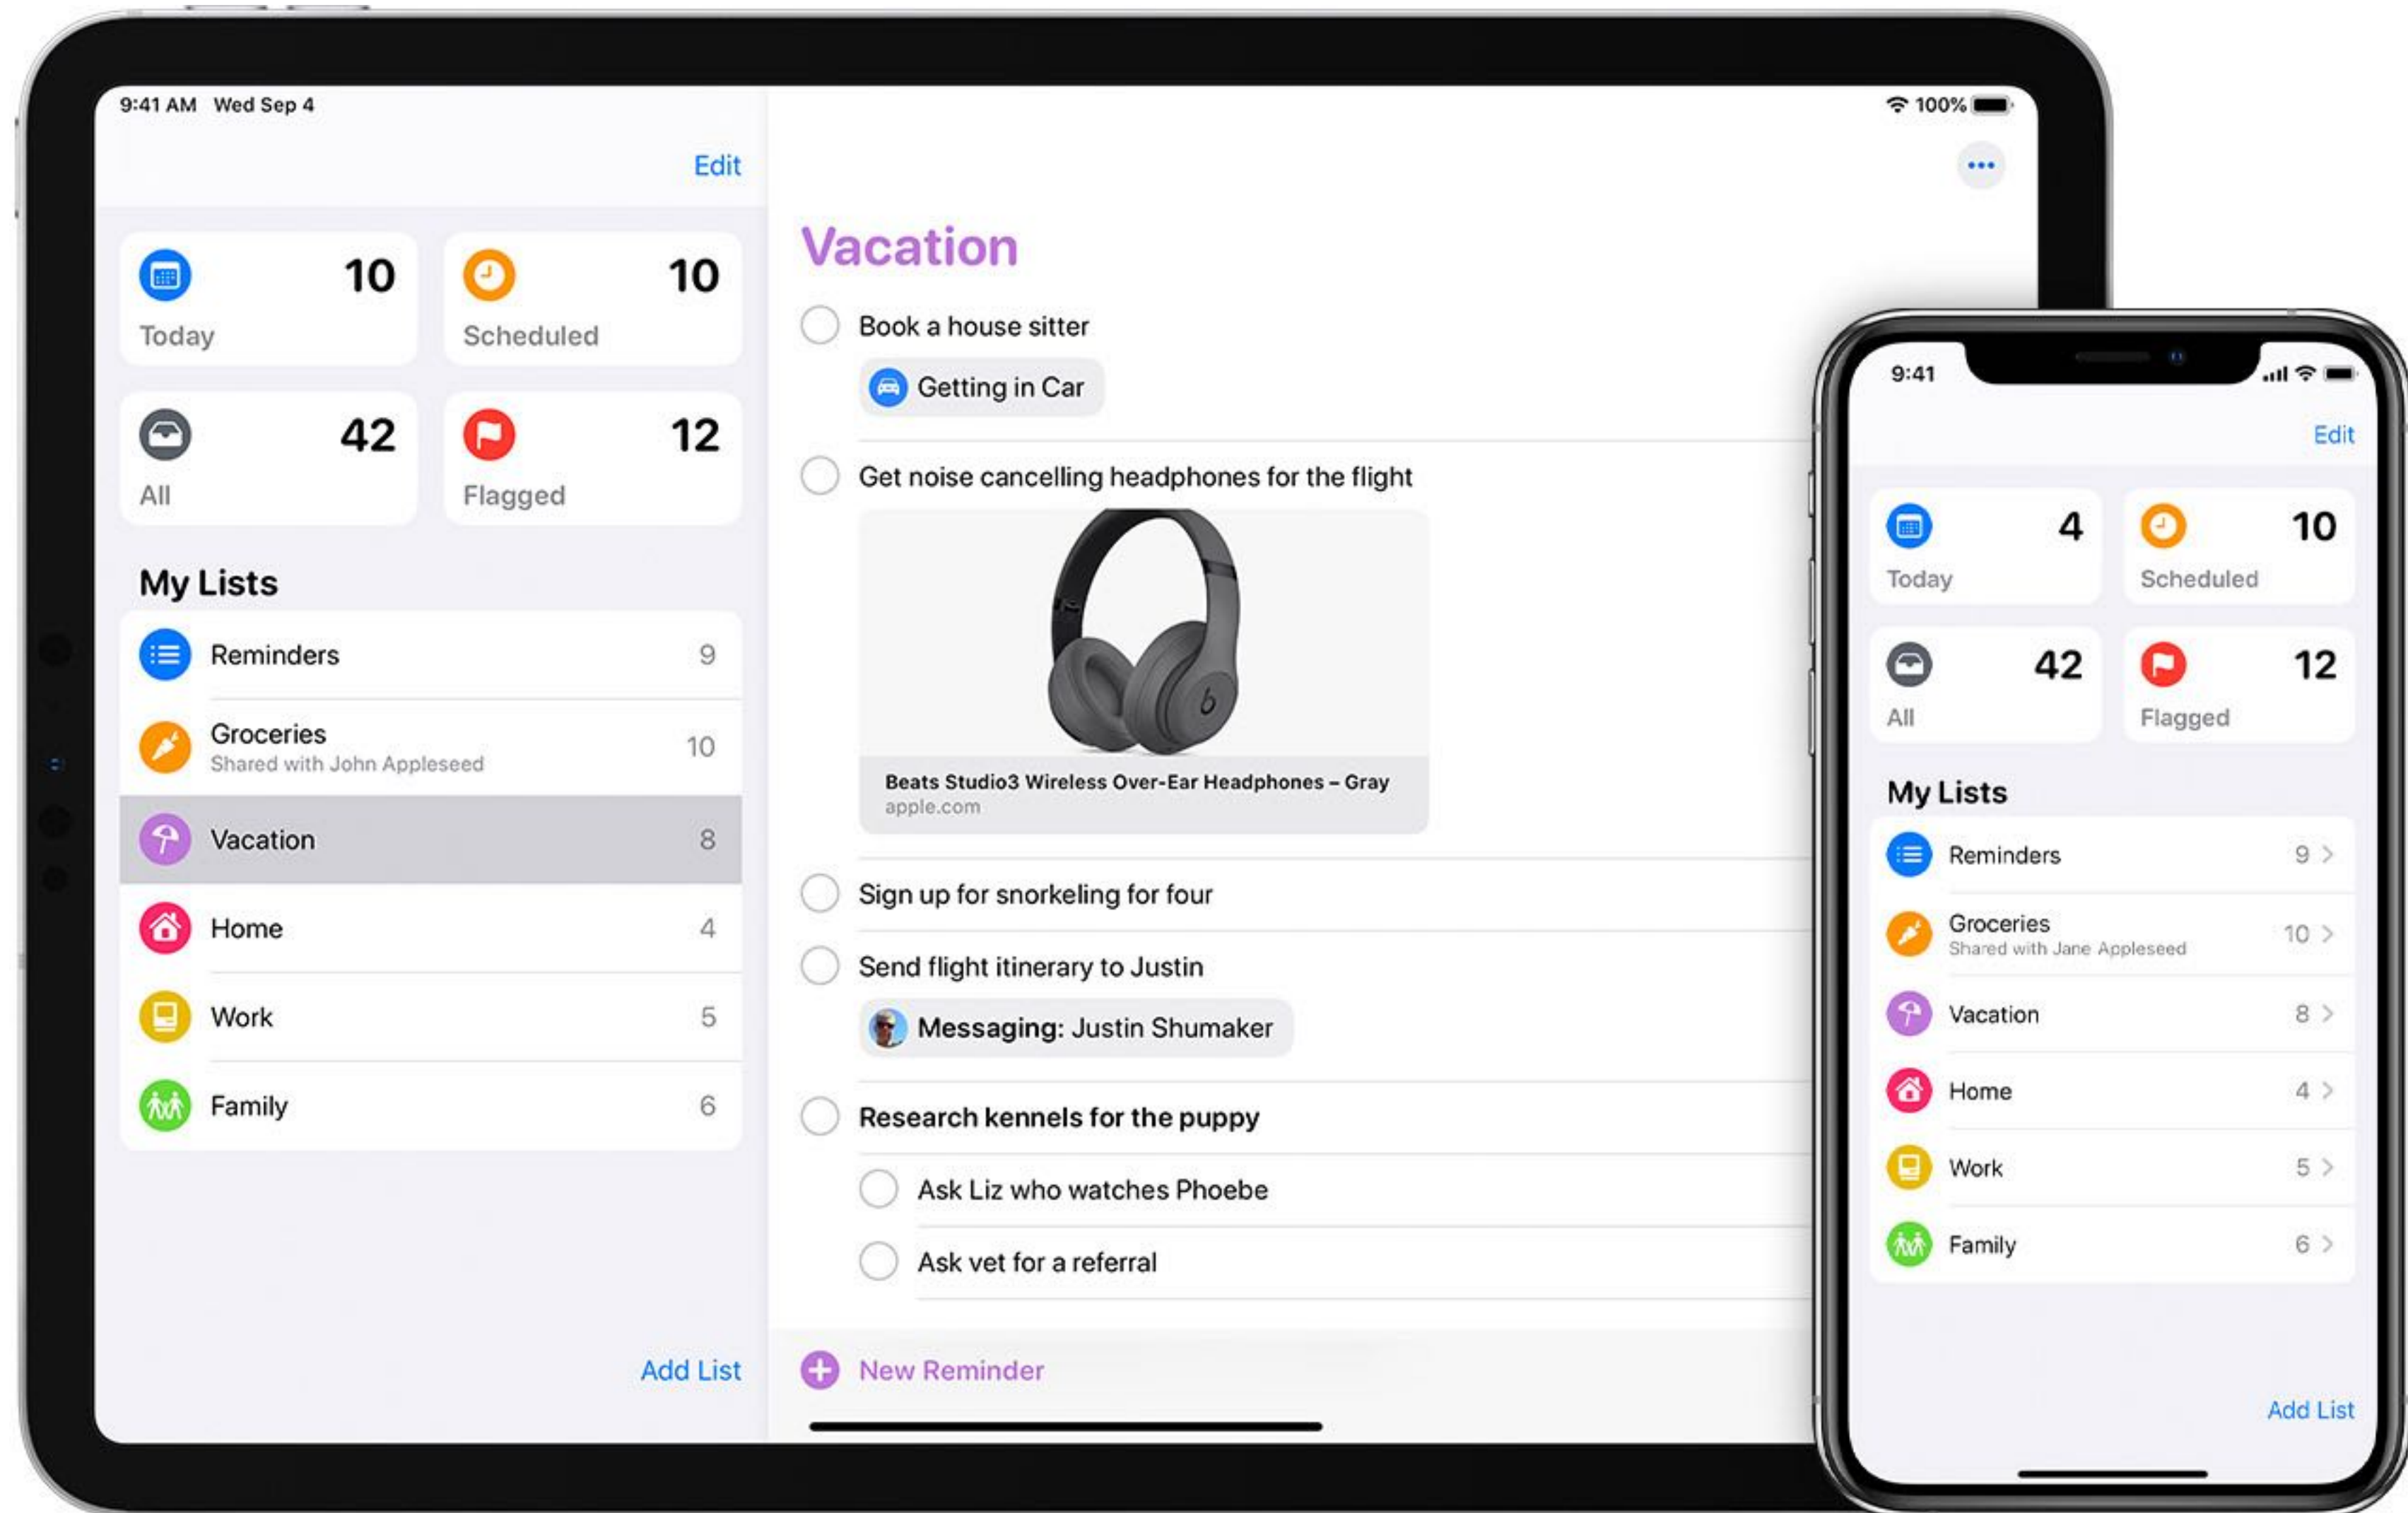 9:41 AM Wed Sep 4
100%
Edit
10
10
Today
Scheduled
42
12
All
Flagged
My Lists
Reminders
9
Groceries
Shared with John Appleseed
10
Vacation
8
Home
4
Work
5
Family
6
Add List
Vacation
Book a house sitter
Getting in Car
Get noise cancelling headphones for the flight
b
Beats Studio3 Wireless Over-Ear Headphones – Gray
apple.com
Sign up for snorkeling for four
Send flight itinerary to Justin
Messaging: Justin Shumaker
Research kennels for the puppy
Ask Liz who watches Phoebe
Ask vet for a referral
New Reminder
9:41
Edit
4
10
Today
Scheduled
42
12
All
Flagged
My Lists
Reminders
9
Groceries
Shared with Jane Appleseed
10
Vacation
8
Home
4
Work
5
Family
6
Add List